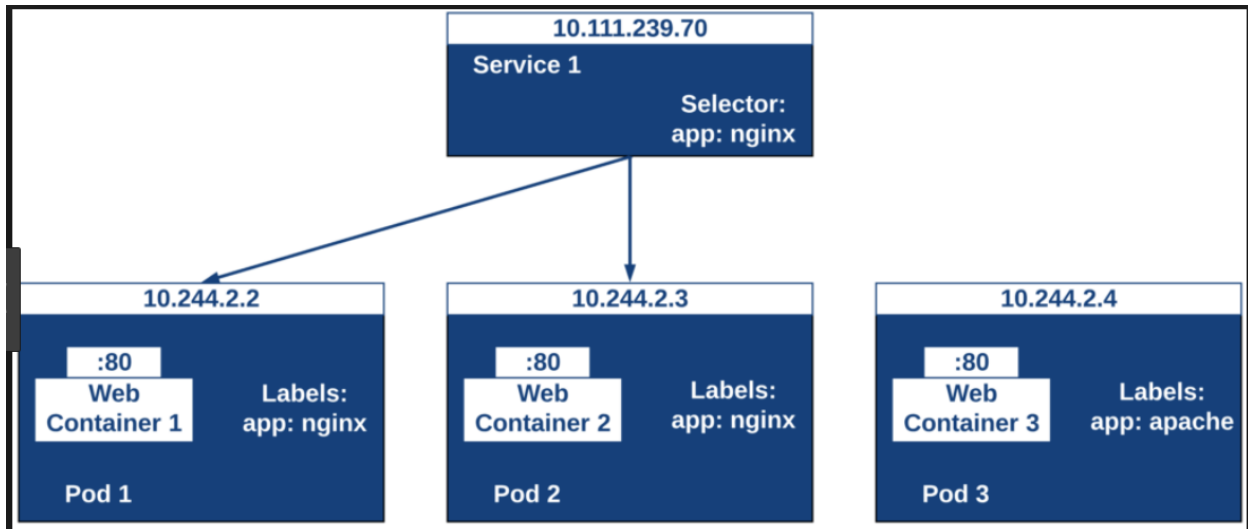 10.111.239.70
Service 1
Selector:
app: nginx
10.244.2.2
:80
Web
Container 1
Labels:
app: nginx
Pod 1
10.244.2.3
:80
Web
Container 2
Labels:
app: nginx
Pod 2
10.244.2.4
:80
Web
Container 3
Labels:
app: apache
Pod 3